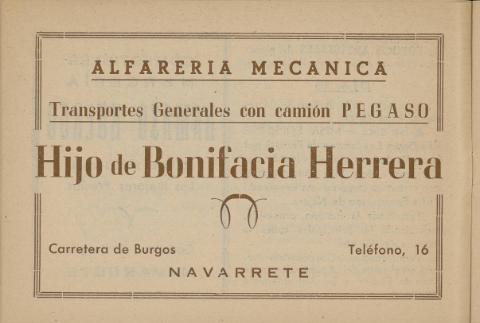 ALFARERIA MECANICA
Transportes Generales con camión PEGASO
Hijo de Bonifacia Herrera
Carretera de Burgos Teléfono, 16
NAVARRETE